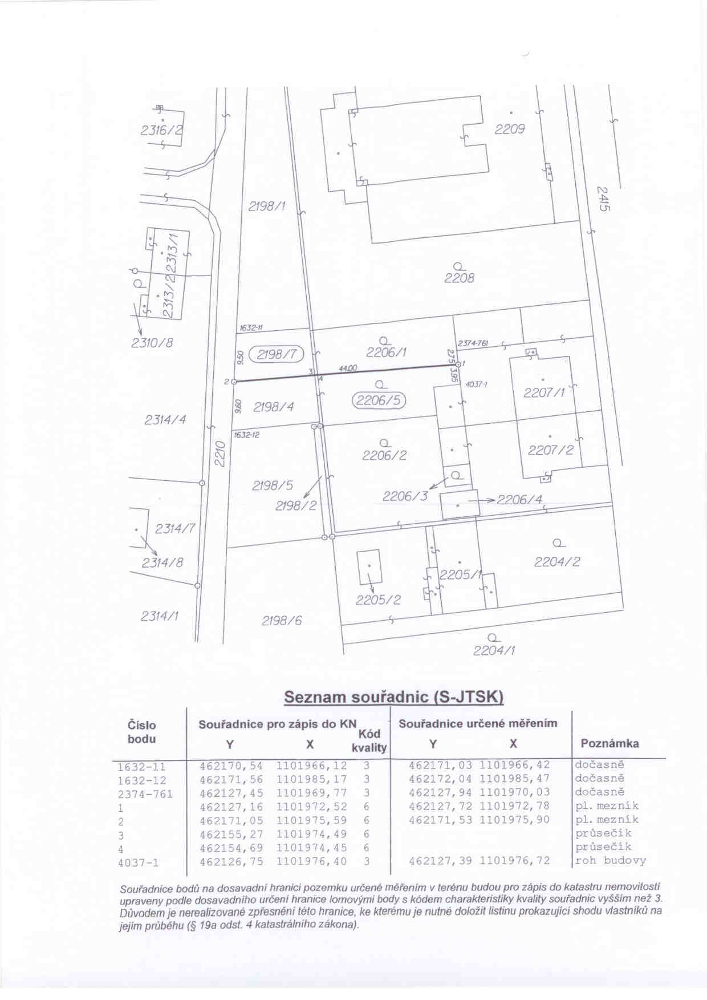 2316/2
2209
2198/1
2415
2313/1
2313/2
2208
1632-11
2310/8
2198/7
9.50
2206/1
2374-761
2.75
1
3
44.00
4
2
3.95
4037-1
2206/5
2207/1
9.60
2198/4
2314/4
1632-12
2210
2206/2
2207/2
2198/5
2206/3
2206/4
2198/2
2314/7
2314/8
2204/2
2205/1
2205/2
2314/1
2198/6
2204/1
Seznam souřadnic (S-JTSK)
Číslo bodu
Souřadnice pro zápis do KN
Souřadnice určené měřením
Y X Kód kvality Y X Poznámka
1632-11 462170,54 1101966,12 3 462171,03 1101966,42 dočasně
1632-12 462171,56 1101985,17 3 462172,04 1101985,47 dočasně
2374-761 462127,45 1101969,77 3 462127,94 1101970,03 dočasně
1 462127,16 1101972,52 6 462127,72 1101972,78 pl. mezník
2 462171,05 1101975,59 6 462171,53 1101975,90 pl. mezník
3 462155,27 1101974,49 6 průsečík
4 462154,69 1101974,45 6 průsečík
4037-1 462126,75 1101976,40 3 462127,39 1101976,72 roh budovy
Souřadnice bodů na dosavadní hranici pozemku určené měřením v terénu budou pro zápis do katastru nemovitostí
upraveny podle dosavadního určení hranice lomovými body s kódem charakteristiky kvality souřadnic vyšším než 3.
Důvodem je nerealizované zpřesnění této hranice, ke kterému je nutné doložit listinu prokazující shodu vlastníků na
jejím průběhu (§ 19a odst. 4 katastrálního zákona).